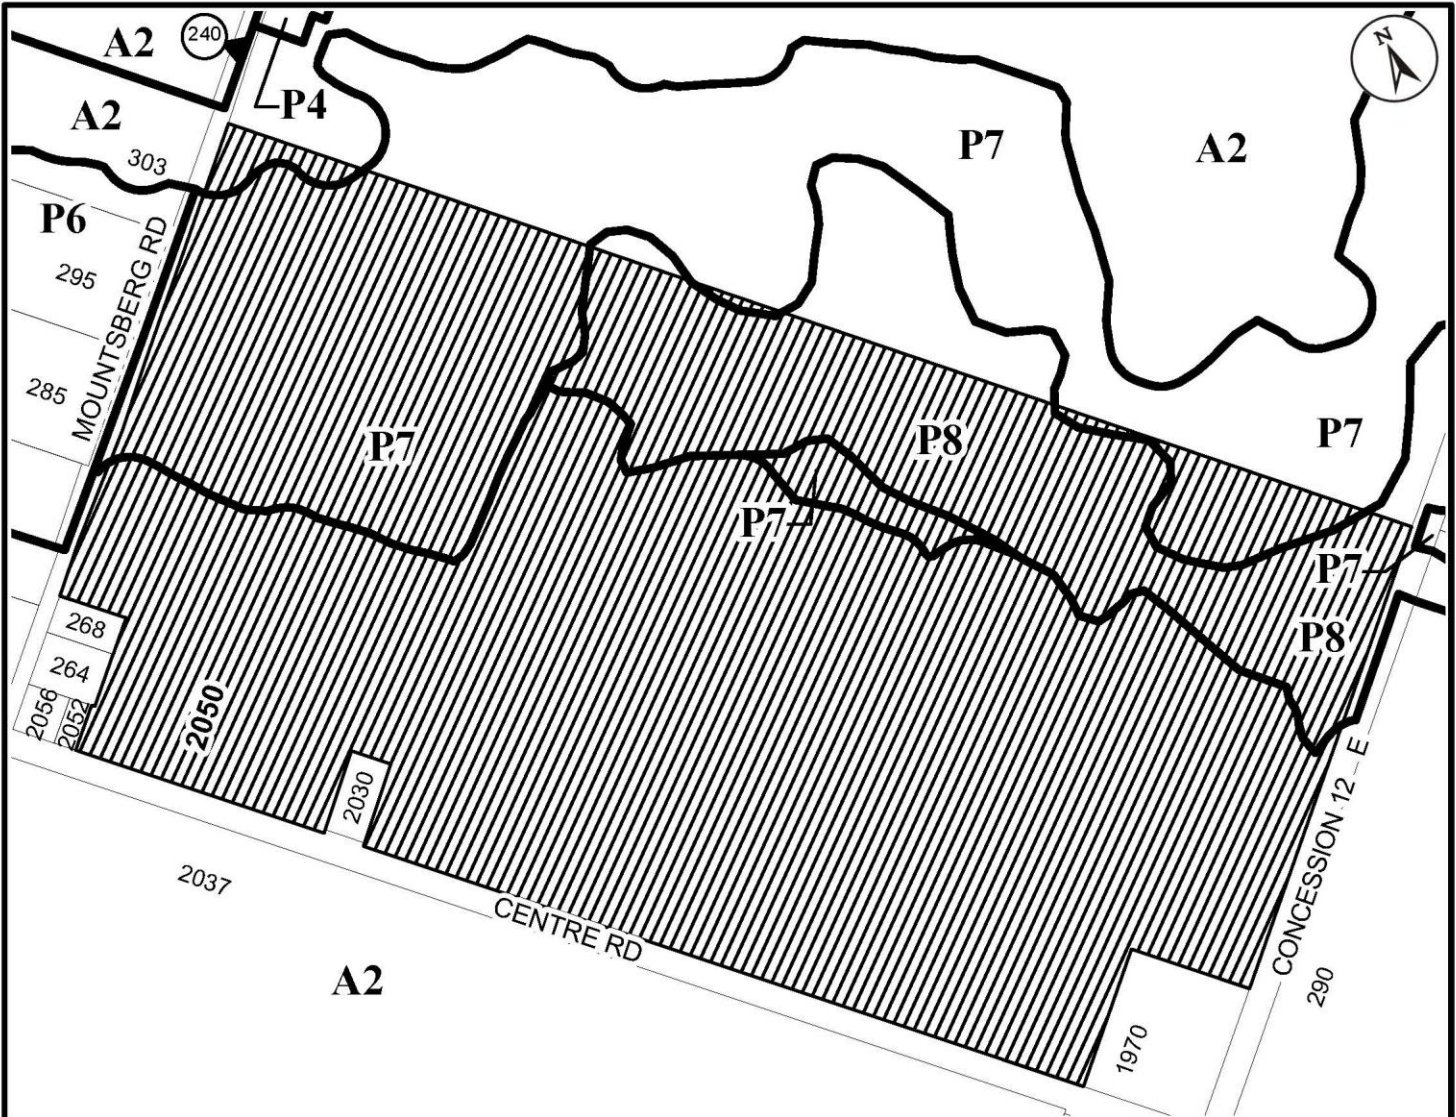 A2
240
N
A2
P4
P7
A2
303
P6
MOUNTSBERG RD
295
285
P7
P8
P7
P7
P7
P8
268
264
2056
2052
2050
2030
CONCESSION 12 E
2037
CENTRE RD
A2
290
1970